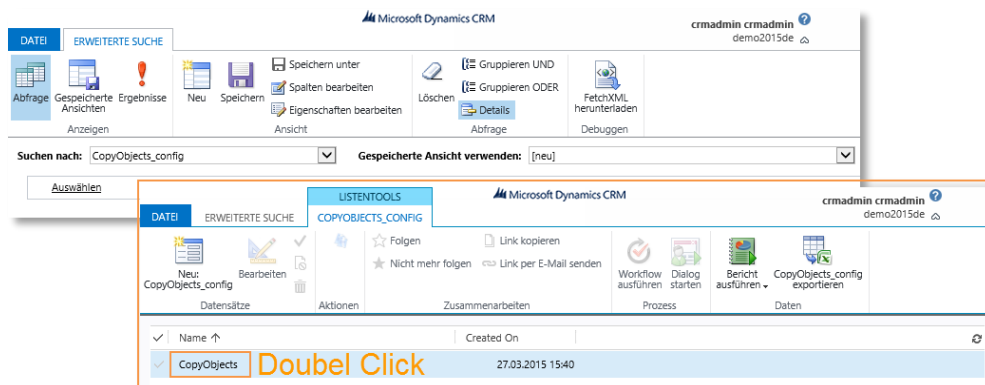 Microsoft Dynamics CRM
crmadmin crmadmin ?
demo2015de
DATEI ERWEITERTE SUCHE
Abfrage Gespeicherte Ansichten Ergebnisse
Anzeigen
Neu Speichern
Speichern unter
Spalten bearbeiten
Eigenschaften bearbeiten
Ansicht
Löschen
Gruppieren UND
Gruppieren ODER
Details
Abfrage
FetchXML
herunterladen
Debuggen
Suchen nach: CopyObjects_config Gespeicherte Ansicht verwenden: [neu]
Auswählen
LISTENTOOLS
Microsoft Dynamics CRM
crmadmin crmadmin ?
demo2015de
DATEI ERWEITERTE SUCHE COPYOBJECTS_CONFIG
Neu:
CopyObjects_config
Bearbeiten
Datensätze
Aktionen
Folgen
Nicht mehr folgen
Link kopieren
Link per E-Mail senden
Zusammenarbeiten
Workflow
ausführen
Dialog
starten
Prozess
Bericht
ausführen
CopyObjects_config
exportieren
Daten
Name ↑ Created On
CopyObjects Doubel Click 27.03.2015 15:40